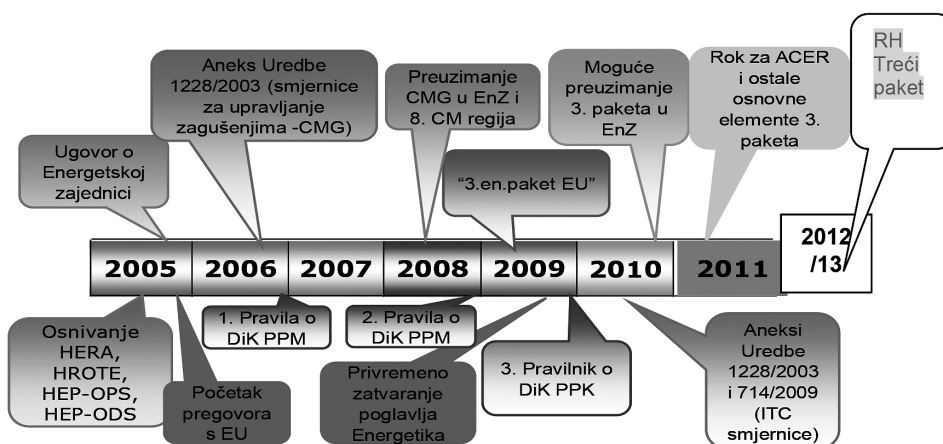 Aneks Uredbe
1228/2003 (smjernice
za upravljanje
zagušenjima -CMG)
Preuzimanje
CMG u EnZ i
8. CM regija
Moguće
preuzimanje
3. paketa u
EnZ
Rok za ACER
i ostale
osnovne
elemente 3.
paketa
RH
Treći
paket
Ugovor o
Energetskoj
zajednici
“3.en.paket EU”
2005
2006
2007
2008
2009
2010
2011
2012
/13
Osnivanje
HERA,
HROTE,
HEP-OPS,
HEP-ODS
Početak
pregovora
s EU
1. Pravila o
DiK PPM
2. Pravila o
DiK PPM
Privremeno
zatvaranje
poglavlja
Energetika
3. Pravilnik o
DiK PPK
Aneksi
Uredbe
1228/2003
i 714/2009
(ITC
smjernice)